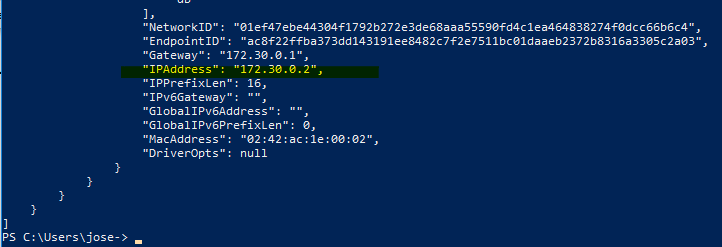 ],
"NetworkID": "01ef47ebe44304f1792b272e3de68aaa55590fd4c1ea464838274f0dcc66b6c4",
"EndpointID": "ac8f22ffba373dd143191ee8482c7f2e7511bc01daaeb2372b8316a3305c2a03",
"Gateway": "172.30.0.1",
"IPAddress": "172.30.0.2",
"IPPrefixLen": 16,
"IPv6Gateway": "",
"GlobalIPv6Address": "",
"GlobalIPv6PrefixLen": 0,
"MacAddress": "02:42:ac:1e:00:02",
"DriverOpts": null
}
}
}
}
]
PS C:\Users\jose->